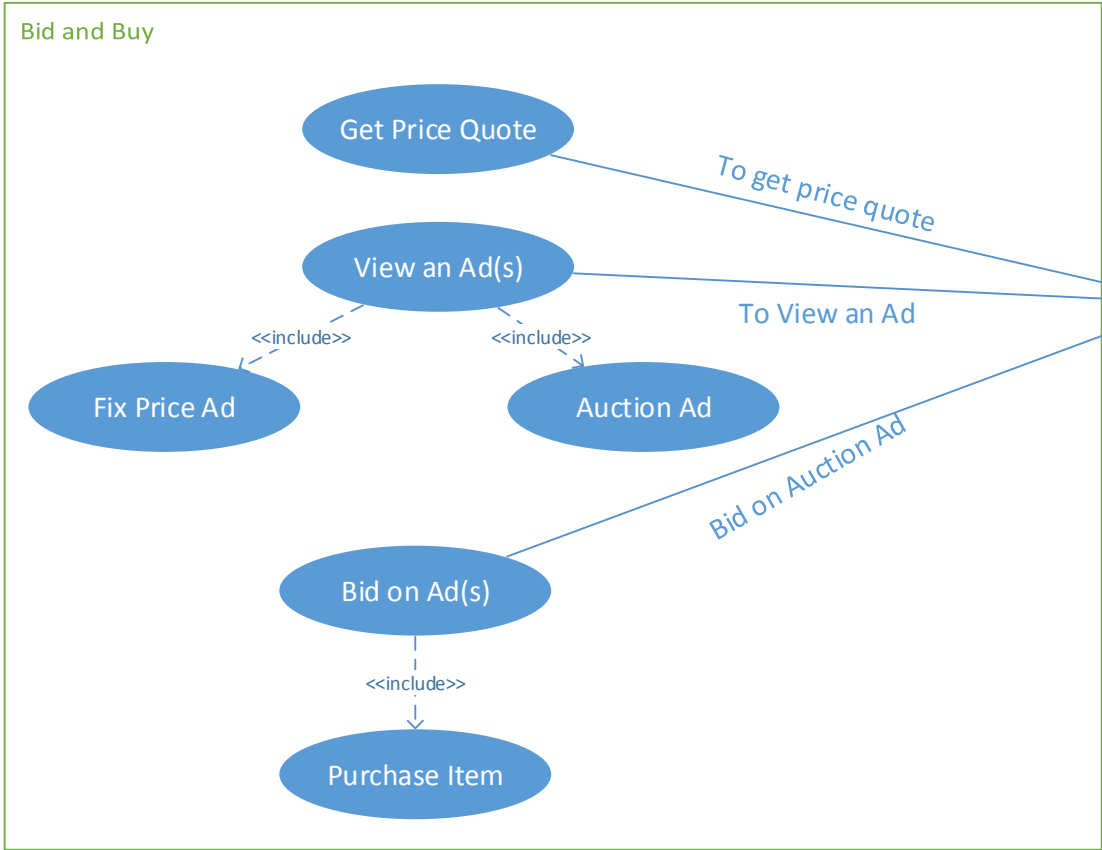 Bid and Buy
Get Price Quote
To get price quote
View an Ad(s)
To View an Ad
<<include>>
<<include>>
Fix Price Ad
Auction Ad
Bid on Auction Ad
Bid on Ad(s)
<<include>>
Purchase Item